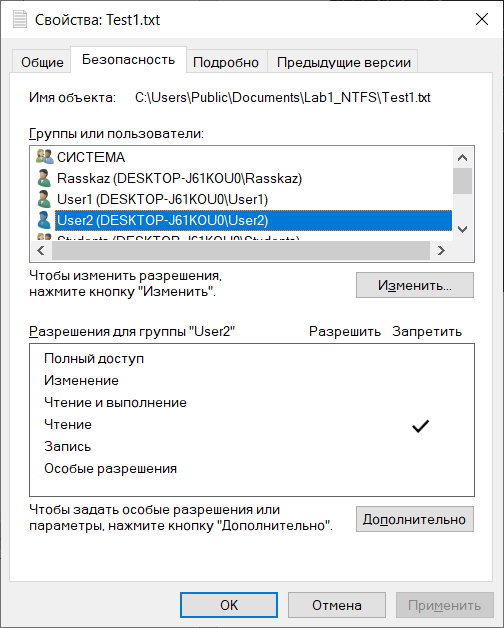 Свойства: Test1.txt
Общие Безопасность Подробно Предыдущие версии
Имя объекта: C:\Users\Public\Documents\Lab1_NTFS\Test1.txt
Группы или пользователи:
СИСТЕМА
Rasskaz (DESKTOP-J61KOU0\Rasskaz)
User1 (DESKTOP-J61KOU0\User1)
User2 (DESKTOP-J61KOU0\User2)
Students (DESKTOP-J61KOU0\Students)
Чтобы изменить разрешения,
нажмите кнопку "Изменить".
Изменить...
Разрешения для группы "User2" Разрешить Запретить
Полный доступ
Изменение
Чтение и выполнение
Чтение
Запись
Особые разрешения
Чтобы задать особые разрешения или
параметры, нажмите кнопку "Дополнительно".
Дополнительно
OK Отмена Применить